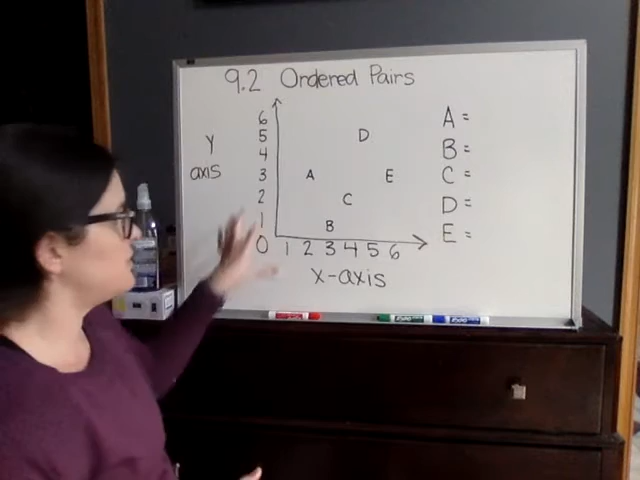 9.2 Ordered Pairs
6
5
4
3
2
1
0
Y
axis
D
A
E
C
B
1 2 3 4 5 6
x-axis
A=
B=
C=
D=
E=